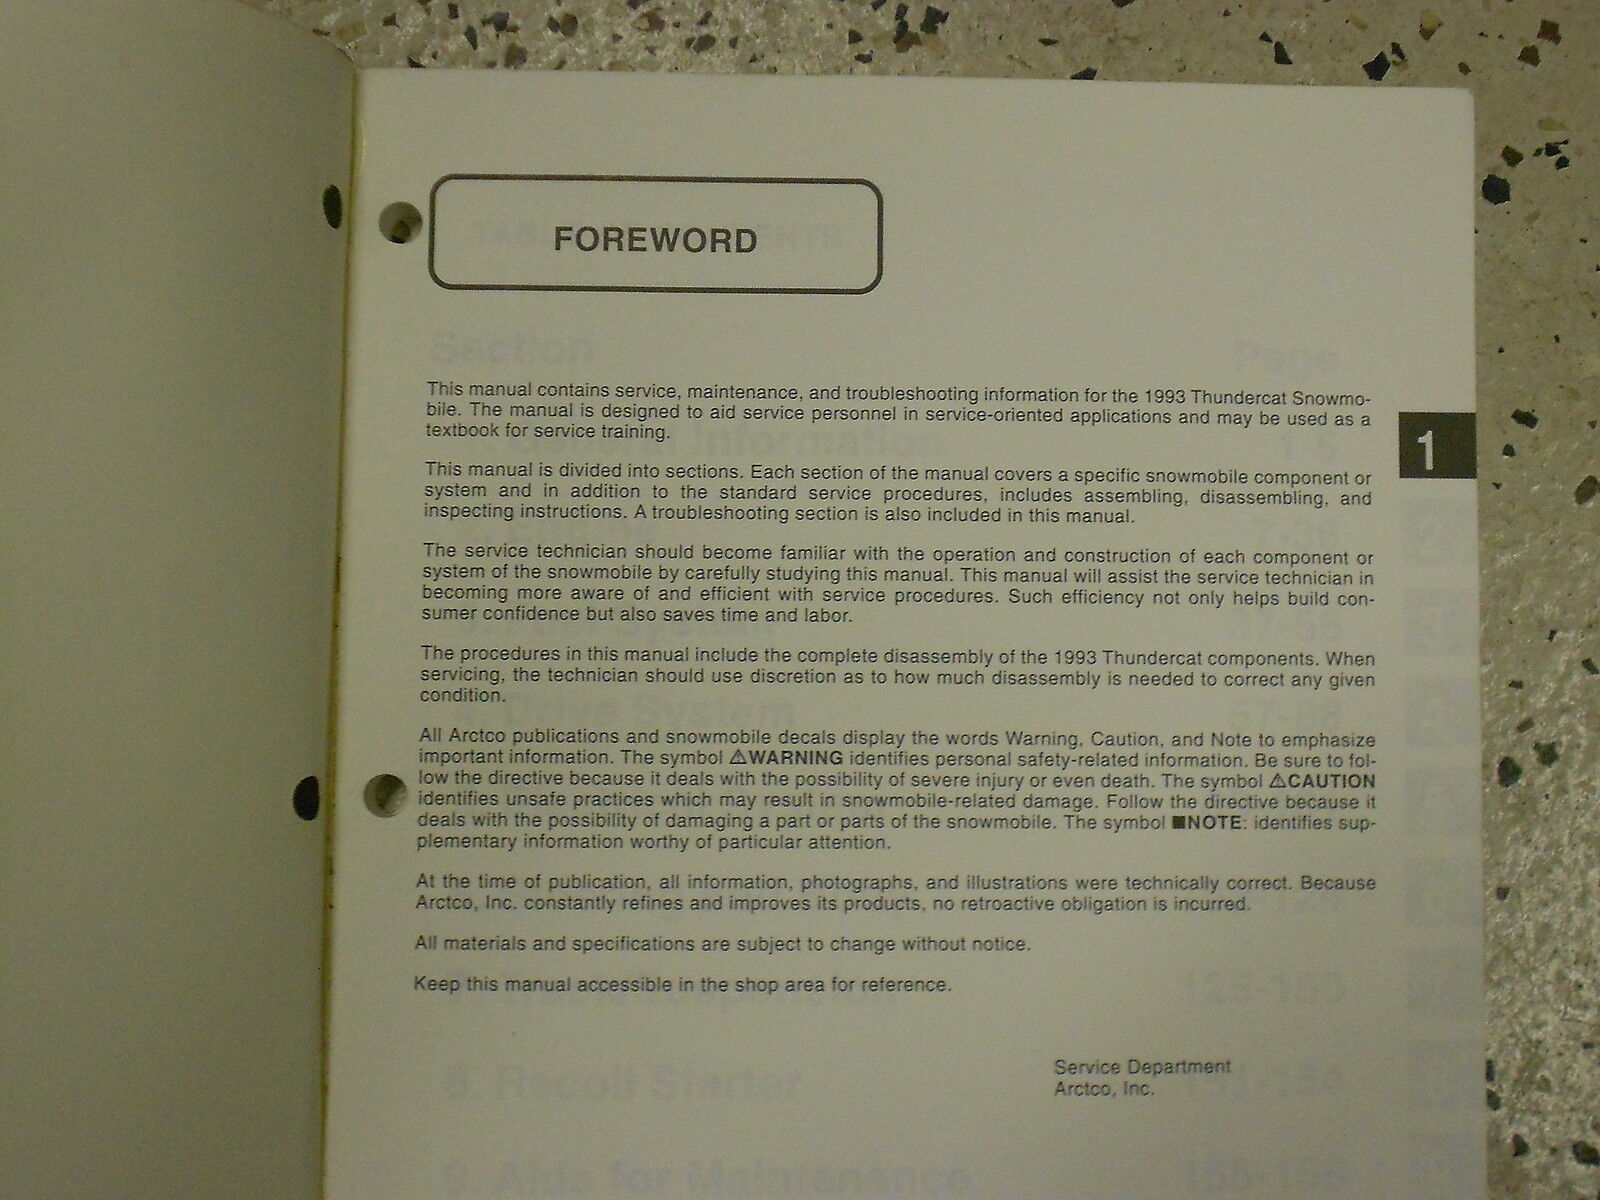 FOREWORD
This manual contains service, maintenance, and troubleshooting information for the 1993 Thundercat Snowmo-
bile. The manual is designed to aid service personnel in service-oriented applications and may be used as a
textbook for service training.
1
This manual is divided into sections. Each section of the manual covers a specific snowmobile component or
system and in addition to the standard service procedures, includes assembling, disassembling, and
inspecting instructions. A troubleshooting section is also included in this manual.
The service technician should become familiar with the operation and construction of each component or
system of the snowmobile by carefully studying this manual. This manual will assist the service technician in
becoming more aware of and efficient with service procedures. Such efficiency not only helps build con-
sumer confidence but also saves time and labor.
The procedures in this manual include the complete disassembly of the 1993 Thundercat components. When
servicing, the technician should use discretion as to how much disassembly is needed to correct any given
condition.
All Arctco publications and snowmobile decals display the words Warning, Caution, and Note to emphasize
important information. The symbol ⚠WARNING identifies personal safety-related information. Be sure to fol-
low the directive because it deals with the possibility of severe injury or even death. The symbol ⚠CAUTION
identifies unsafe practices which may result in snowmobile-related damage. Follow the directive because it
deals with the possibility of damaging a part or parts of the snowmobile. The symbol ■NOTE: identifies sup-
plementary information worthy of particular attention.
At the time of publication, all information, photographs, and illustrations were technically correct. Because
Arctco, Inc. constantly refines and improves its products, no retroactive obligation is incurred.
All materials and specifications are subject to change without notice.
Keep this manual accessible in the shop area for reference.
Service Department
Arctco, Inc.
Section
Page
Drive System
Aids for Maintenance